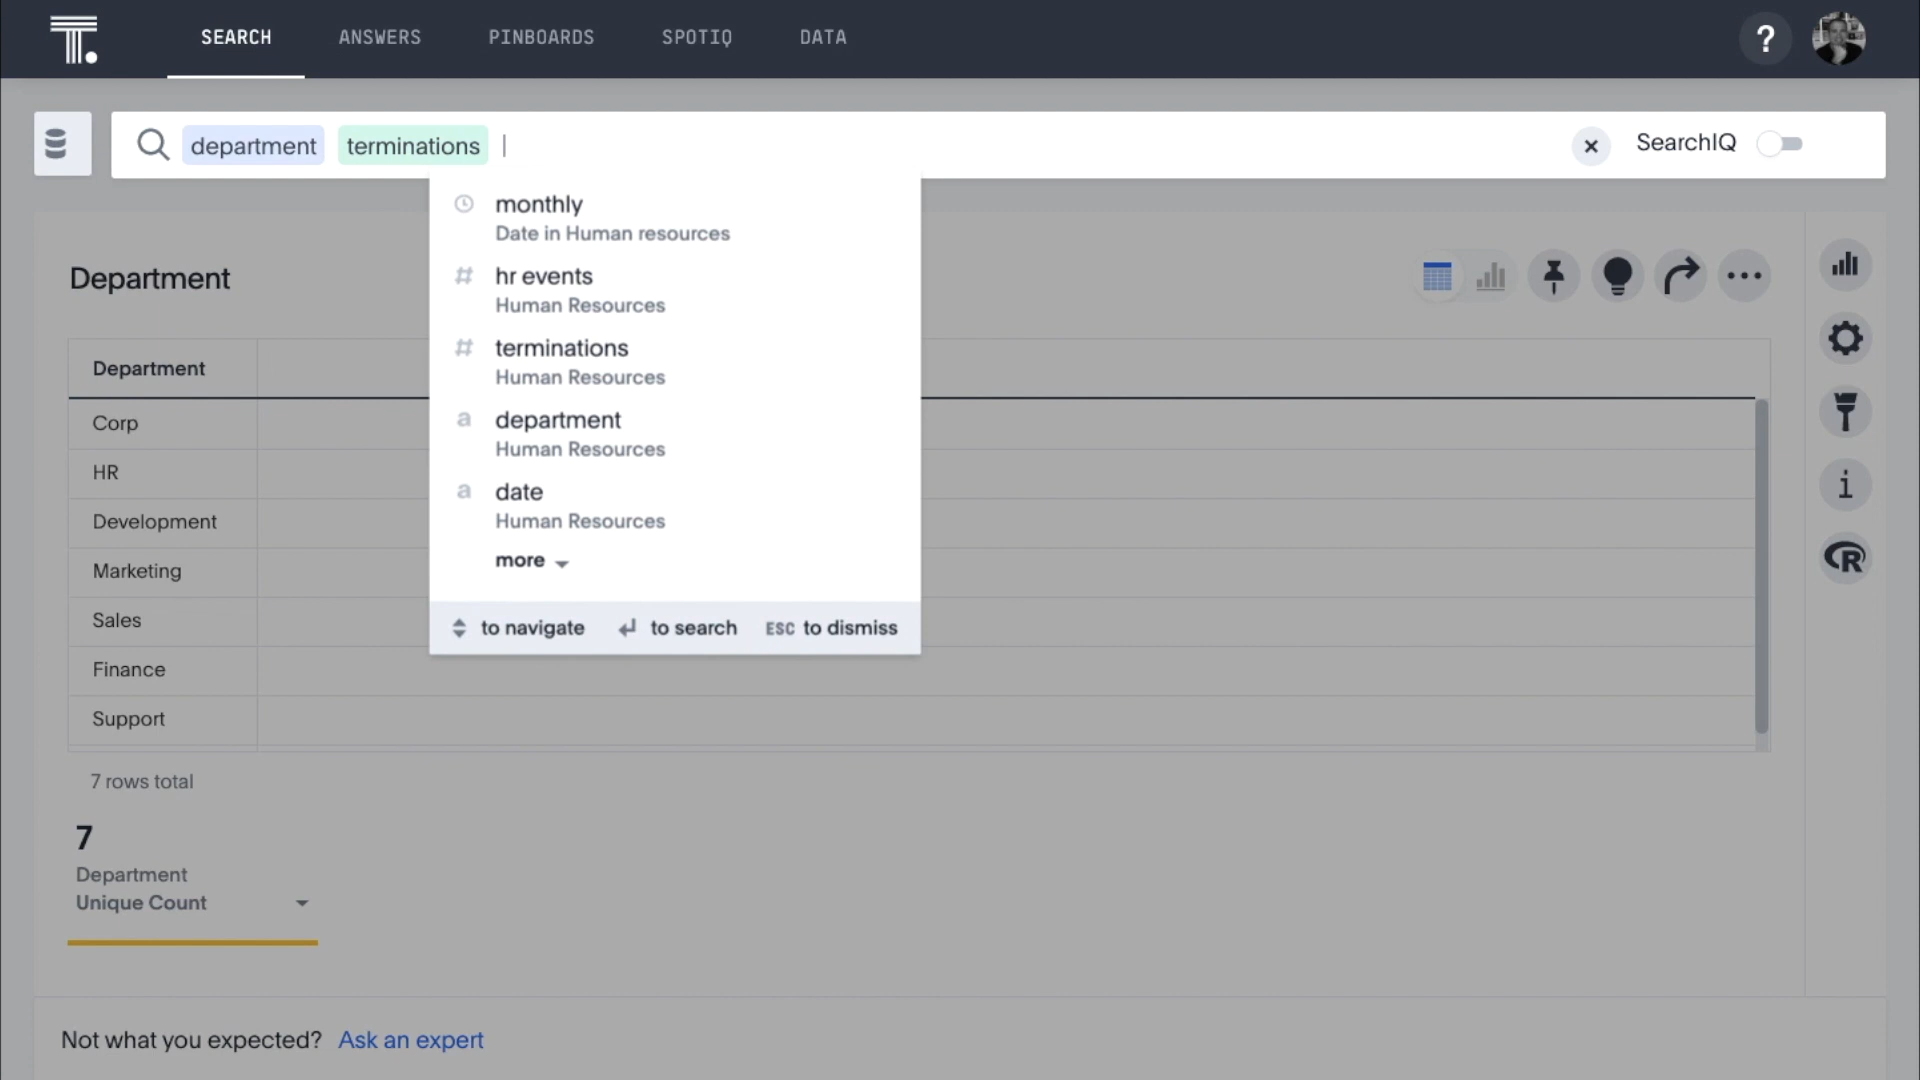 SEARCH ANSWERS PINBOARDS SPOTIQ DATA ?
department terminations SearchIQ
monthly
Date in Human resources
# hr events
Human Resources
# terminations
Human Resources
a department
Human Resources
a date
Human Resources
more
to navigate to search ESC to dismiss
Department
Department
Corp
HR
Development
Marketing
Sales
Finance
Support
7 rows total
7
Department
Unique Count
i
R
Not what you expected? Ask an expert